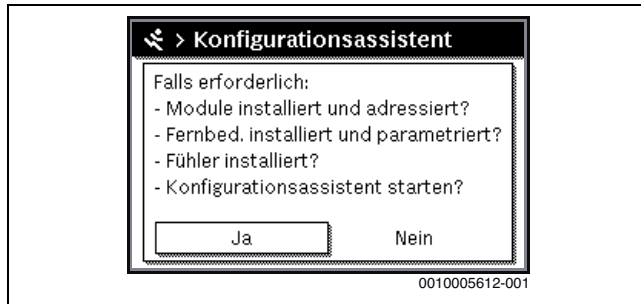 > Konfigurationsassistent
Falls erforderlich:
- Module installiert und adressiert?
- Fernbed. installiert und parametriert?
- Fühler installiert?
- Konfigurationsassistent starten?
Ja Nein
0010005612-001